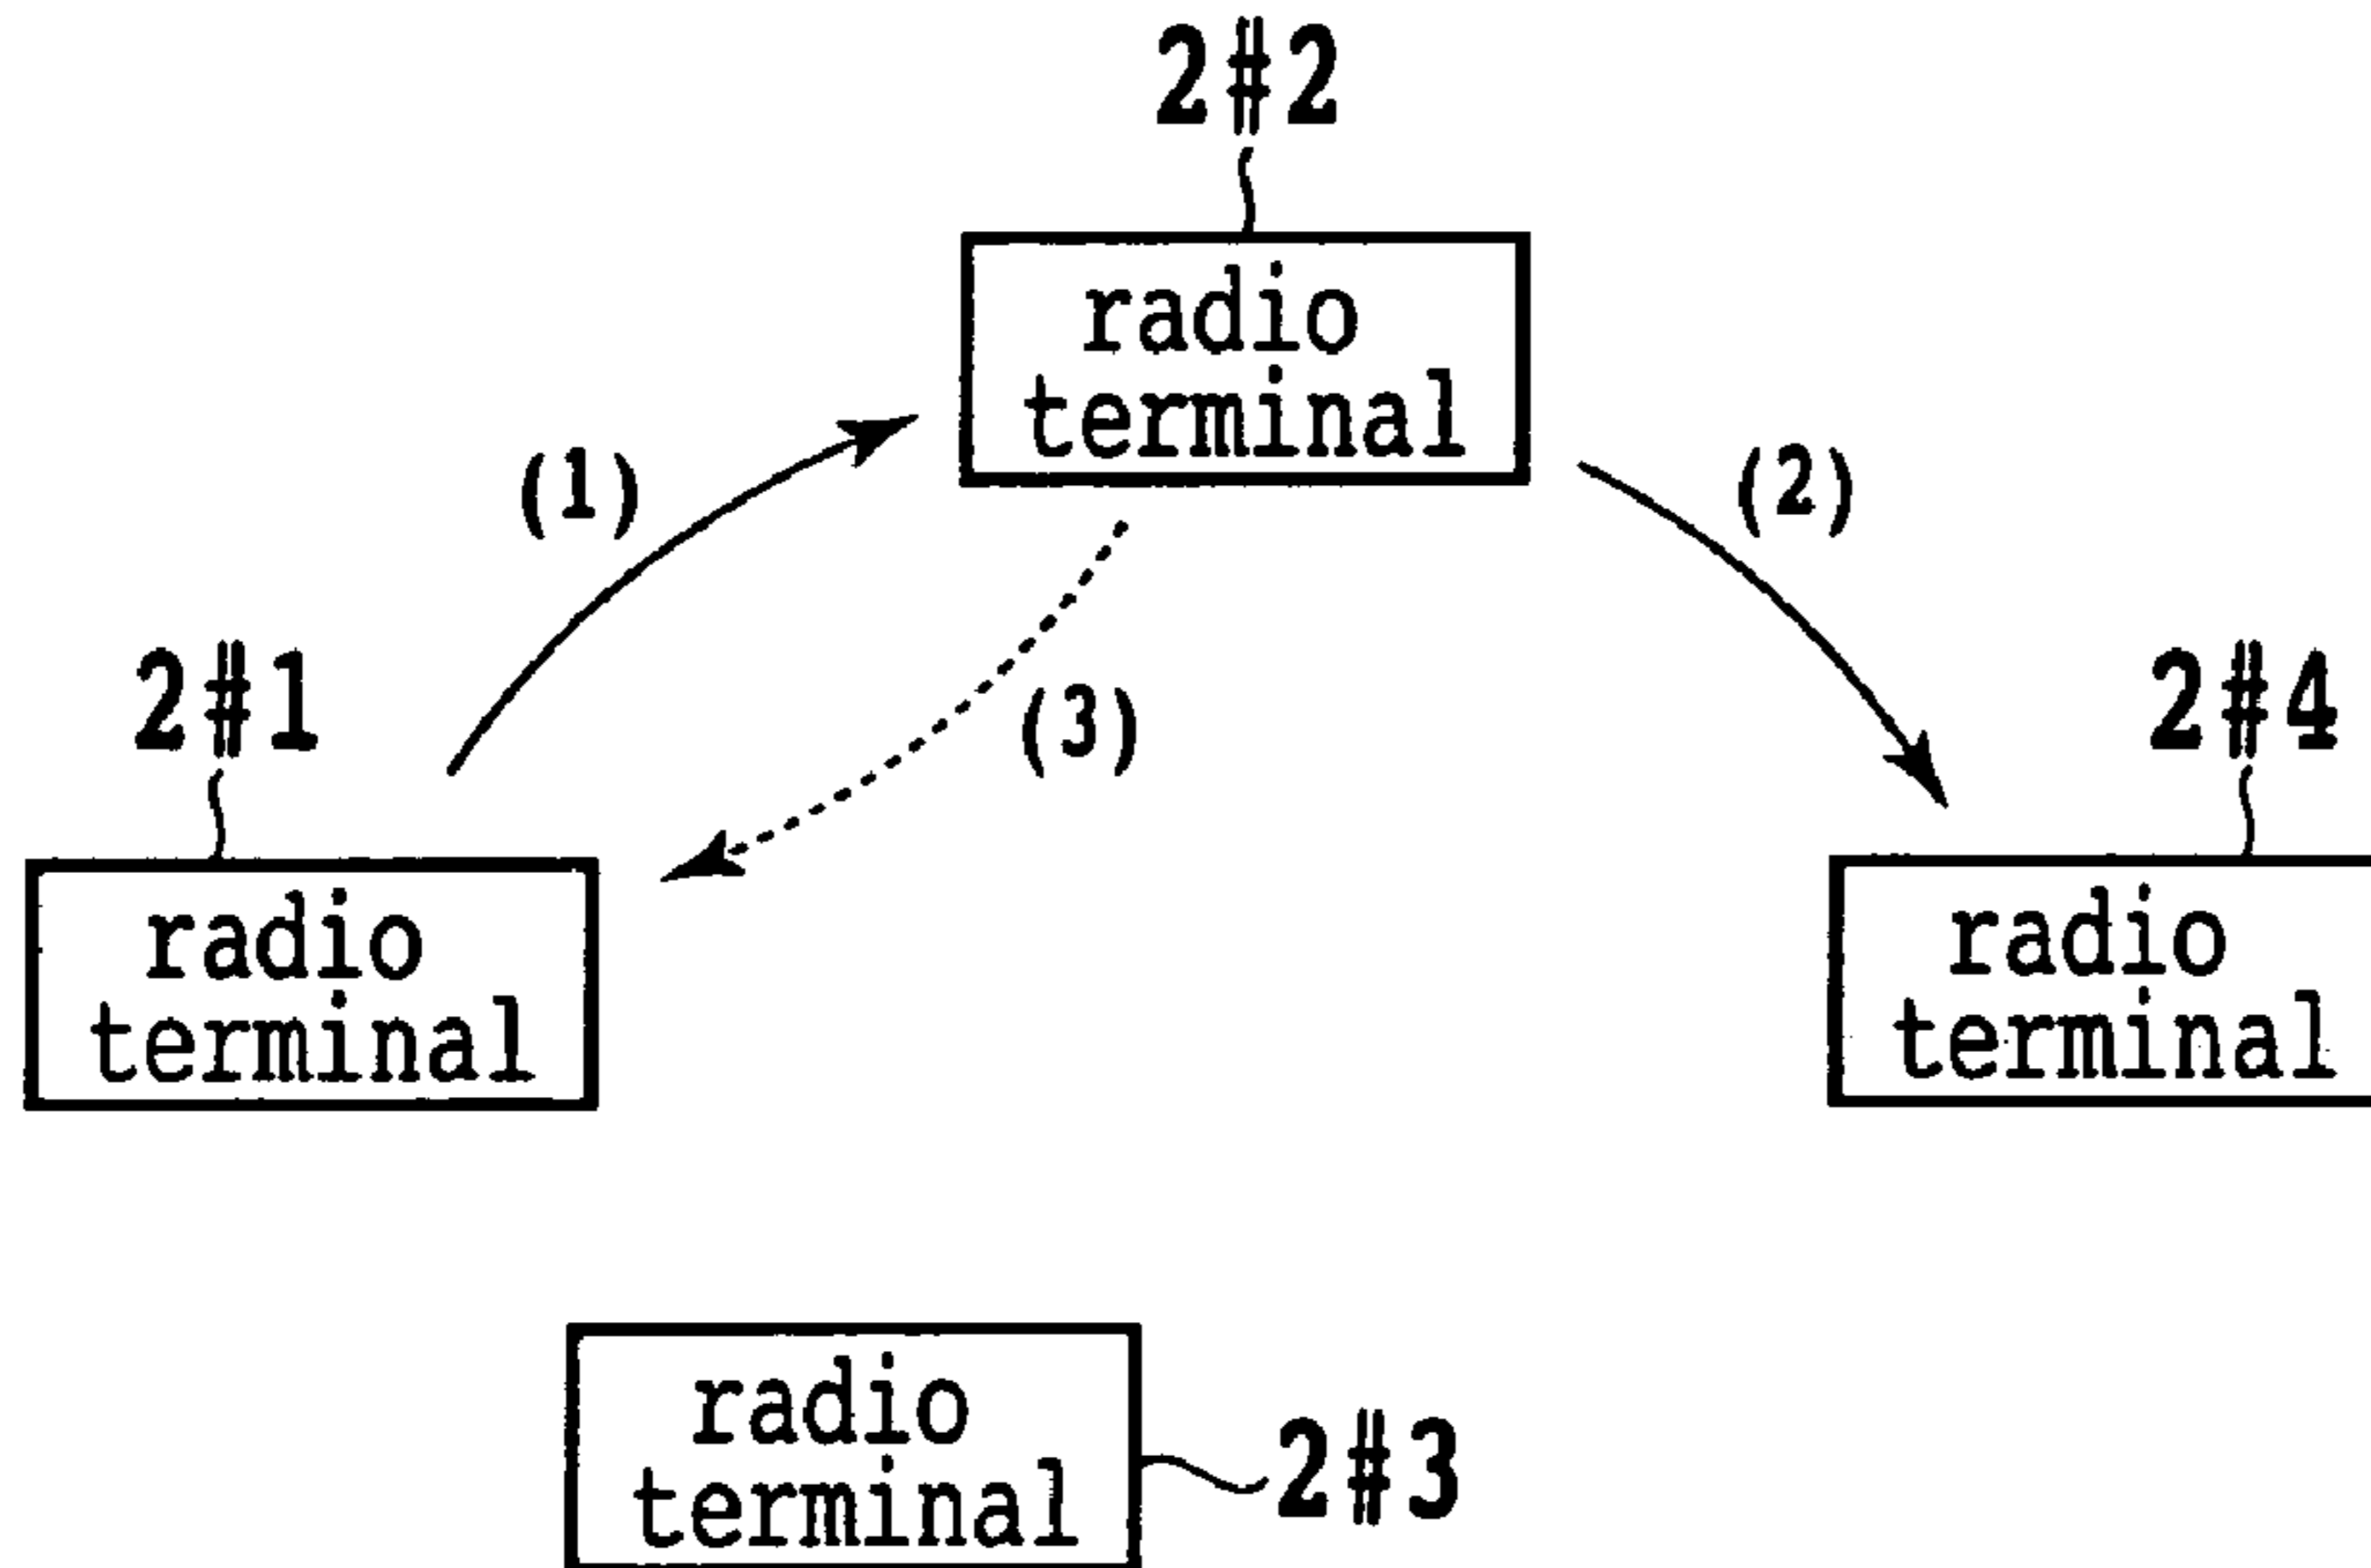 2#2
radio
terminal
(1)
(2)
2#1
(3)
2#4
radio
terminal
radio
terminal
radio
terminal
2#3